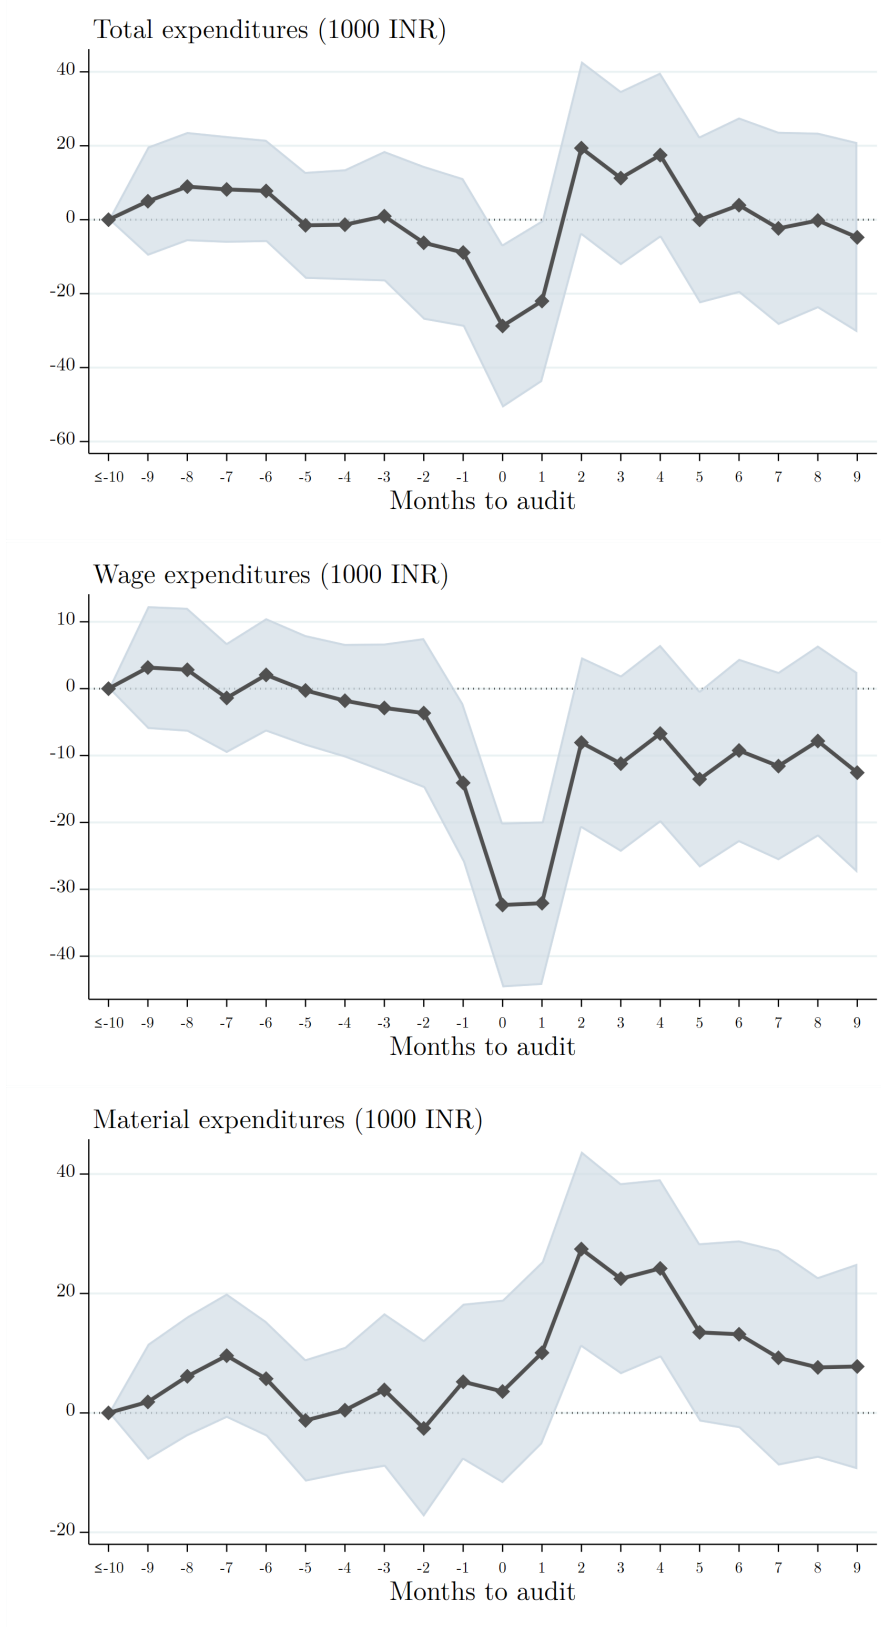 Total expenditures (1000 INR)
40
20
0
-20
-40
-60
≤-10 -9 -8 -7 -6 -5 -4 -3 -2 -1 0 1 2 3 4 5 6 7 8 9
Months to audit
Wage expenditures (1000 INR)
10
0
-10
-20
-30
-40
≤-10 -9 -8 -7 -6 -5 -4 -3 -2 -1 0 1 2 3 4 5 6 7 8 9
Months to audit
Material expenditures (1000 INR)
40
20
0
-20
≤-10 -9 -8 -7 -6 -5 -4 -3 -2 -1 0 1 2 3 4 5 6 7 8 9
Months to audit